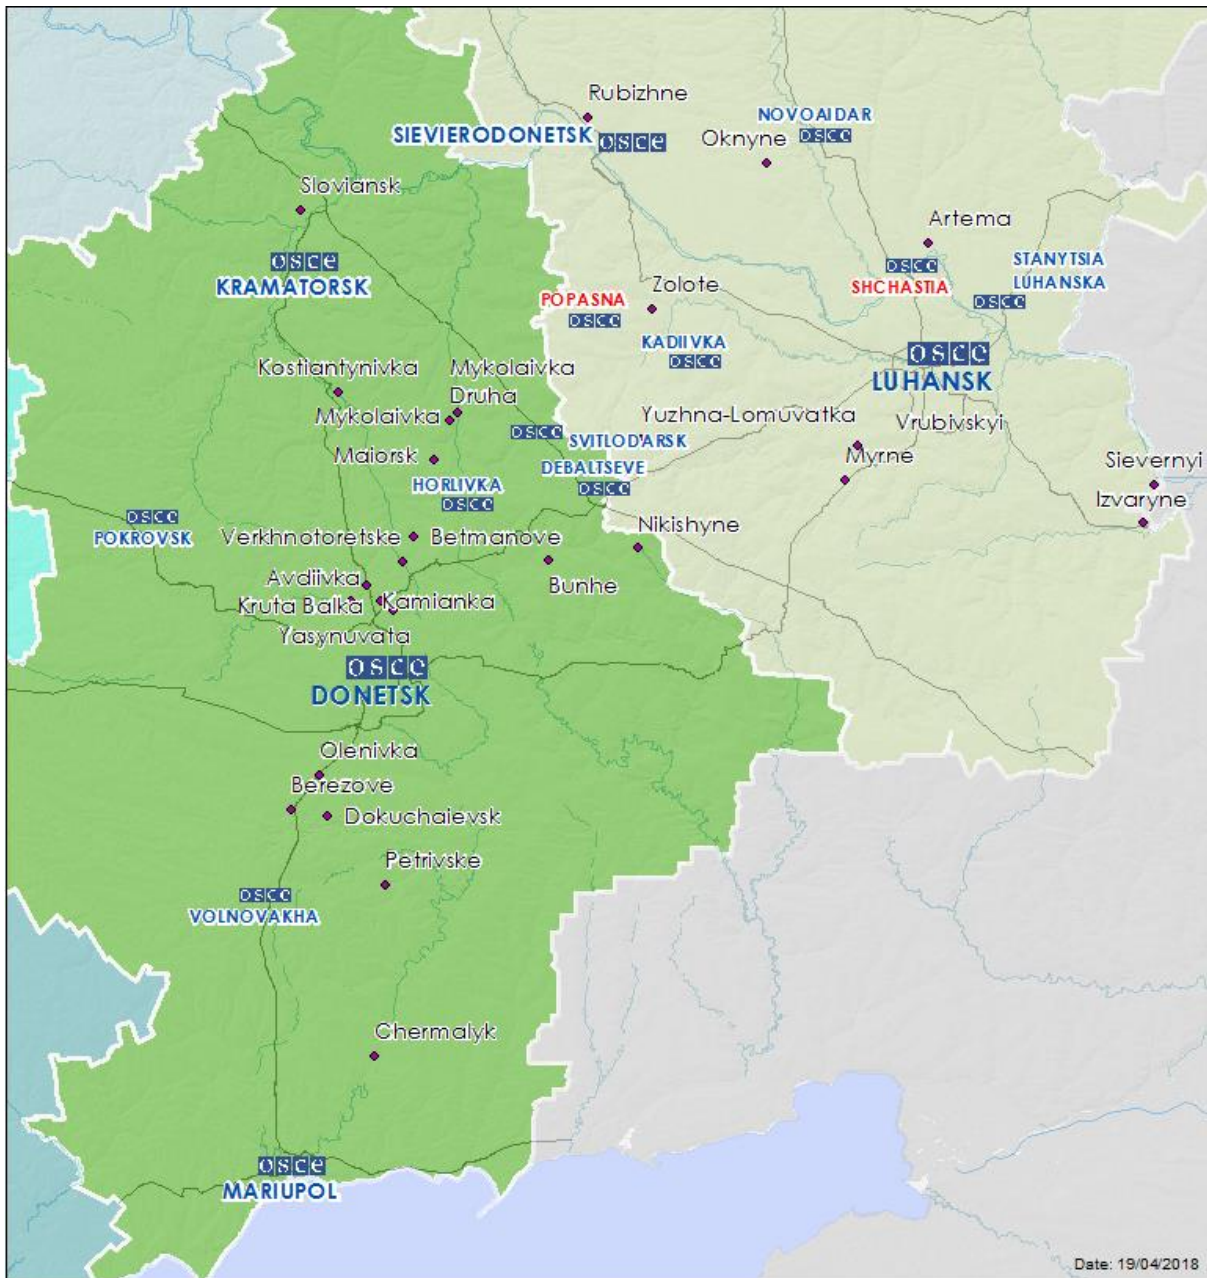 Rubizhne
NOVOAIDAR
SIEVIERODONETSK osce
Oknyne osce
Sloviansk
Artema
osce
KRAMATORSK
osce
SHCHASTIA
STANYTSIA
LUHANSKA
osce
Zolote
POPASNA
osce
KADIIVKA
osce
osce
LUHANSK
Kostiantynivka
Mykolaivka
Druha
Mykolaivka
osce
SVITLODARSK
Yuzhna-Lomuvatka
Vrubivskyi
Maiorsk
HORLIVKA
osce
DEBALTSEVE
osce
Myrne
Sievernyi
Izvaryne
osce
POKROVSK
Verkhnotoretske
Betmanove
Nikishyne
Avdiivka
Bunhe
Kruta Balka
Kamianka
Yasynuvata
osce
DONETSK
Olenivka
Berezove
Dokuchaievsk
Petrivske
osce
VOLNOVAKHA
Chermalyk
osce
MARIUPOL
Date: 19/04/2018